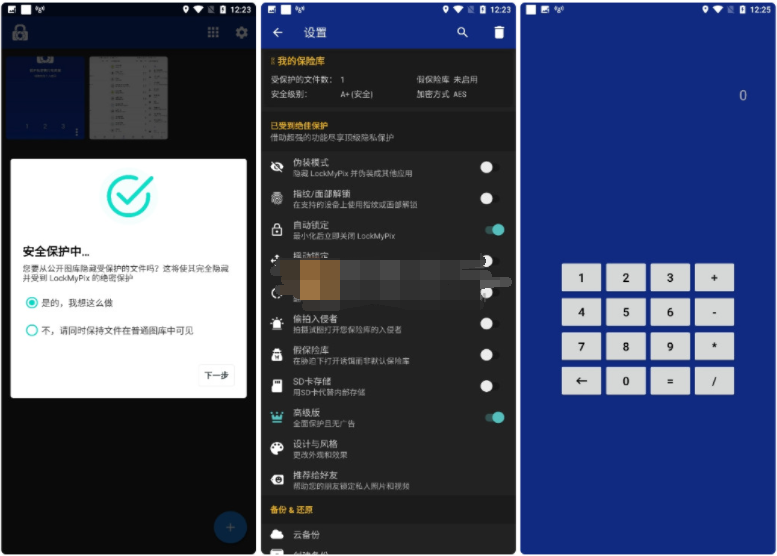 12:23
安全保护中...
您要从公开图库隐藏受保护的文件吗？这将使其完全隐藏
并受到 LockMyPix 的绝密保护
是的，我想这么做
不，请同时保持文件在普通图库中可见
下一步
+
12:23
设置
我的保险库
受保护的文件数： 1 假保险库 未启用
安全级别： A+ (安全) 加密方式 AES
已受到绝佳保护
借助超强的功能尽享顶级隐私保护
伪装模式
隐藏 LockMyPix 并伪装成其他应用
指纹/面部解锁
在支持的设备上使用指纹或面部解锁
自动锁定
最小化后立即关闭 LockMyPix
偷拍入侵者
拍摄试图打开您保险库的入侵者
假保险库
在胁迫下打开诱饵而非默认保险库
SD卡存储
用SD卡代替内部存储
高级版
全面保护且无广告
设计与风格
更改外观和效果
推荐给好友
帮助您的朋友锁定私人照片和视频
备份 & 还原
云备份
12:25
0
1 2 3 +
4 5 6 -
7 8 9 *
← 0 = /